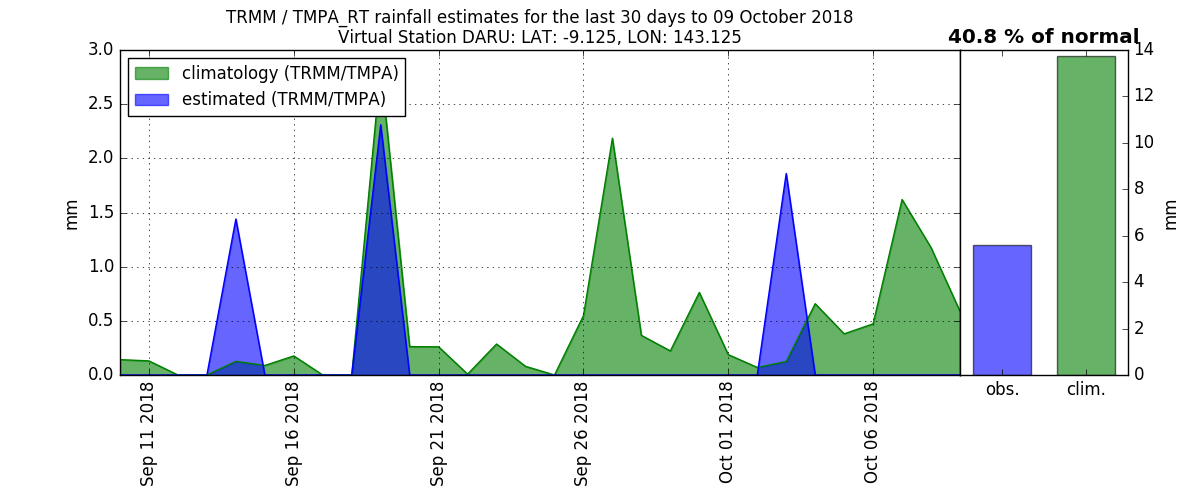 TRMM / TMPA_RT rainfall estimates for the last 30 days to 09 October 2018
Virtual Station DARU: LAT: -9.125, LON: 143.125
40.8 % of normal
climatology (TRMM/TMPA)
estimated (TRMM/TMPA)
3.0
2.5
2.0
1.5
1.0
0.5
0.0
mm
Sep 11 2018
Sep 16 2018
Sep 21 2018
Sep 26 2018
Oct 01 2018
Oct 06 2018
obs.
clim.
14
12
10
8
6
4
2
0
mm